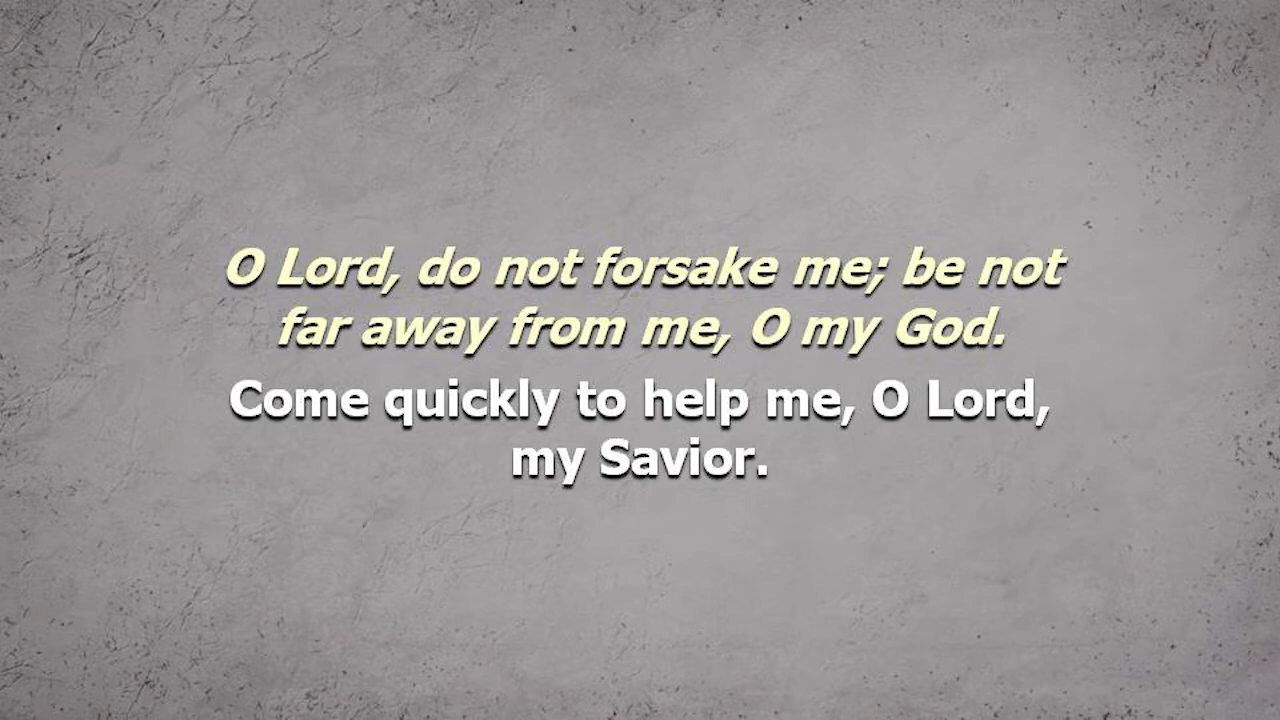 O Lord, do not forsake me; be not
far away from me, O my God.
Come quickly to help me, O Lord,
my Savior.